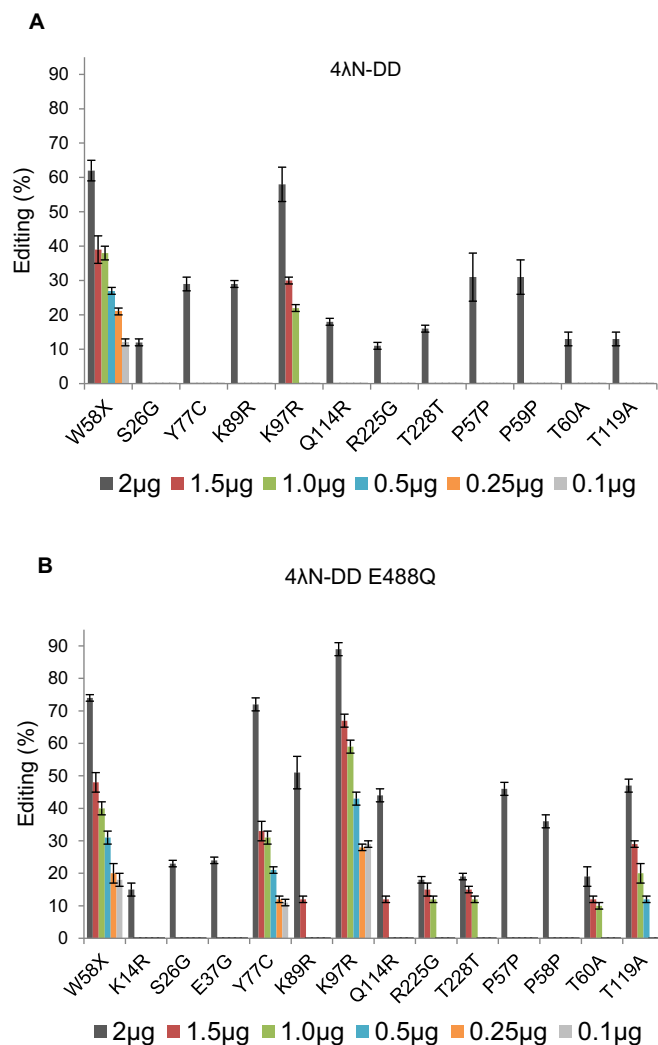 A
4λN-DD
Editing (%)
90
80
70
60
50
40
30
20
10
0
W58X S26G Y77C K89R K97R Q114R R225G T228T P57P P59P T60A T119A
2µg 1.5µg 1.0µg 0.5µg 0.25µg 0.1µg
B
4λN-DD E488Q
Editing (%)
90
80
70
60
50
40
30
20
10
0
W58X K14R S26G E37G Y77C K89R K97R Q114R R225G T228T P57P P58P T60A T119A
2µg 1.5µg 1.0µg 0.5µg 0.25µg 0.1µg